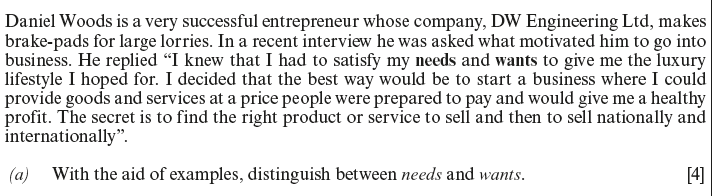 Daniel Woods is a very successful entrepreneur whose company, DW Engineering Ltd, makes
brake-pads for large lorries. In a recent interview he was asked what motivated him to go into
business. He replied “I knew that I had to satisfy my needs and wants to give me the luxury
lifestyle I hoped for. I decided that the best way would be to start a business where I could
provide goods and services at a price people were prepared to pay and would give me a healthy
profit. The secret is to find the right product or service to sell and then to sell nationally and
internationally”.
(a) With the aid of examples, distinguish between needs and wants. [4]